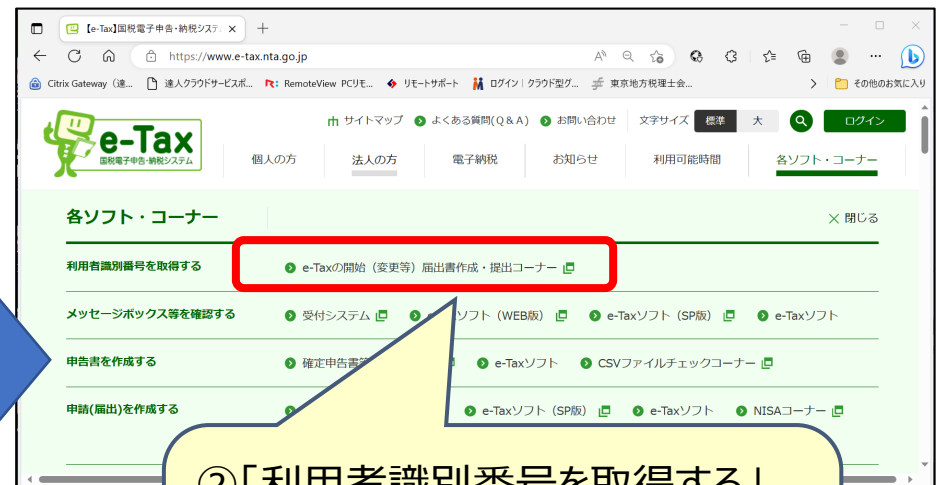 【e-Tax】国税電子申告・納税システ
https://www.e-tax.nta.go.jp
Citrix Gateway（達... 達人クラウドサービスポ... RemoteView PCリモ... リモートサポート ログイン | クラウド型グ... 東京地方税理士会... その他のお気に入り
サイトマップ よくある質問(Ｑ＆Ａ) お問い合わせ 文字サイズ 標準 大 ログイン
e-Tax
国税電子申告・納税システム
個人の方 法人の方 電子納税 お知らせ 利用可能時間 各ソフト・コーナー
各ソフト・コーナー 閉じる
利用者識別番号を取得する e-Taxの開始（変更等）届出書作成・提出コーナー
メッセージボックス等を確認する 受付システム ソフト（WEB版） e-Taxソフト（SP版） e-Taxソフト
申告書を作成する 確定申告書 e-Taxソフト CSVファイルチェックコーナー
申請(届出)を作成する e-Taxソフト（SP版） e-Taxソフト NISAコーナー
②「利用者識別番号を取得する」